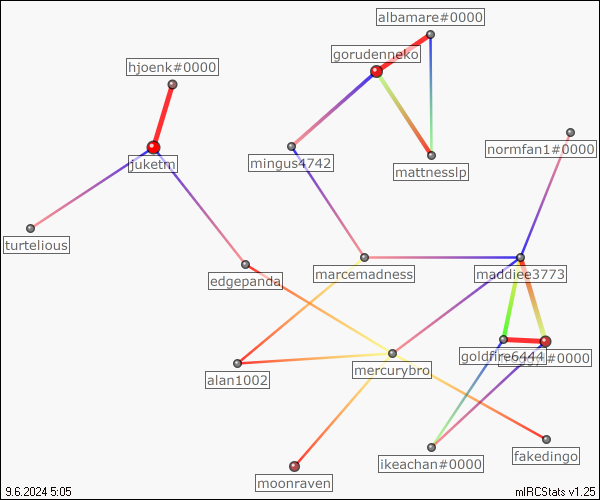 albamare#0000
gorudenneko
hjoenk#0000
normfan1#0000
juketm
mingus4742
mattnesslp
turtelious
edgepanda
marcemadness
maddiee3773
goldfire6444
#0000
alan1002
mercurybro
fakedingo
ikeachan#0000
moonraven
9.6.2024 5:05
mIRCStats v1.25